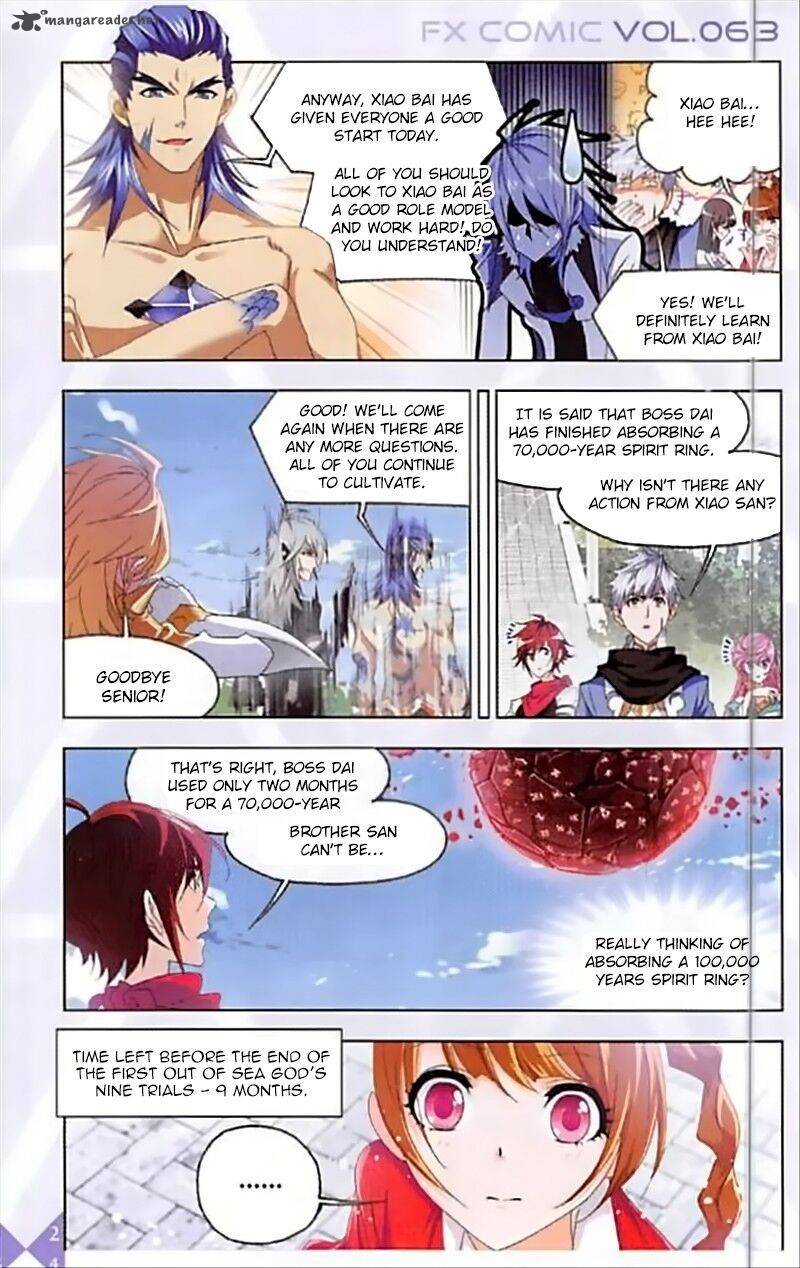 mangareader.net
FX COMIC VOL.063
ANYWAY, XIAO BAI HAS
GIVEN EVERYONE A GOOD
START TODAY.
ALL OF YOU SHOULD
LOOK TO XIAO BAI AS
A GOOD ROLE MODEL
AND WORK HARD! DO
YOU UNDERSTAND!
XIAO BAI...
HEE HEE!
YES! WE'LL
DEFINITELY LEARN
FROM XIAO BAI!
GOOD! WE'LL COME
AGAIN WHEN THERE ARE
ANY MORE QUESTIONS.
ALL OF YOU CONTINUE
TO CULTIVATE.
GOODBYE
SENIOR!
IT IS SAID THAT BOSS DAI
HAS FINISHED ABSORBING A
70,000-YEAR SPIRIT RING.
WHY ISN'T THERE ANY
ACTION FROM XIAO SAN?
THAT'S RIGHT, BOSS DAI
USED ONLY TWO MONTHS
FOR A 70,000-YEAR
BROTHER SAN
CAN'T BE...
REALLY THINKING OF
ABSORBING A 100,000
YEARS SPIRIT RING?
TIME LEFT BEFORE THE END OF
THE FIRST OUT OF SEA GOD'S
NINE TRIALS - 9 MONTHS.
......
2
4